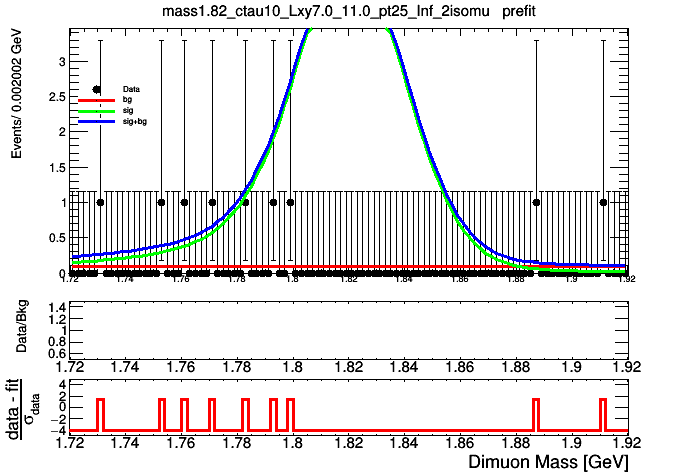 mass1.82_ctau10_Lxy7.0_11.0_pt25_Inf_2isomu prefit
Events/ 0.002002 GeV
3
2.5
2
1.5
1
0.5
0
Data
bg
sig
sig+bg
1.72 1.74 1.76 1.78 1.8 1.82 1.84 1.86 1.88 1.9 1.92
Data/Bkg
1.4
1.2
1
0.8
0.6
1.72 1.74 1.76 1.78 1.8 1.82 1.84 1.86 1.88 1.9 1.92
data - fit
σdata
4
2
0
−2
−4
1.72 1.74 1.76 1.78 1.8 1.82 1.84 1.86 1.88 1.9 1.92
Dimuon Mass [GeV]